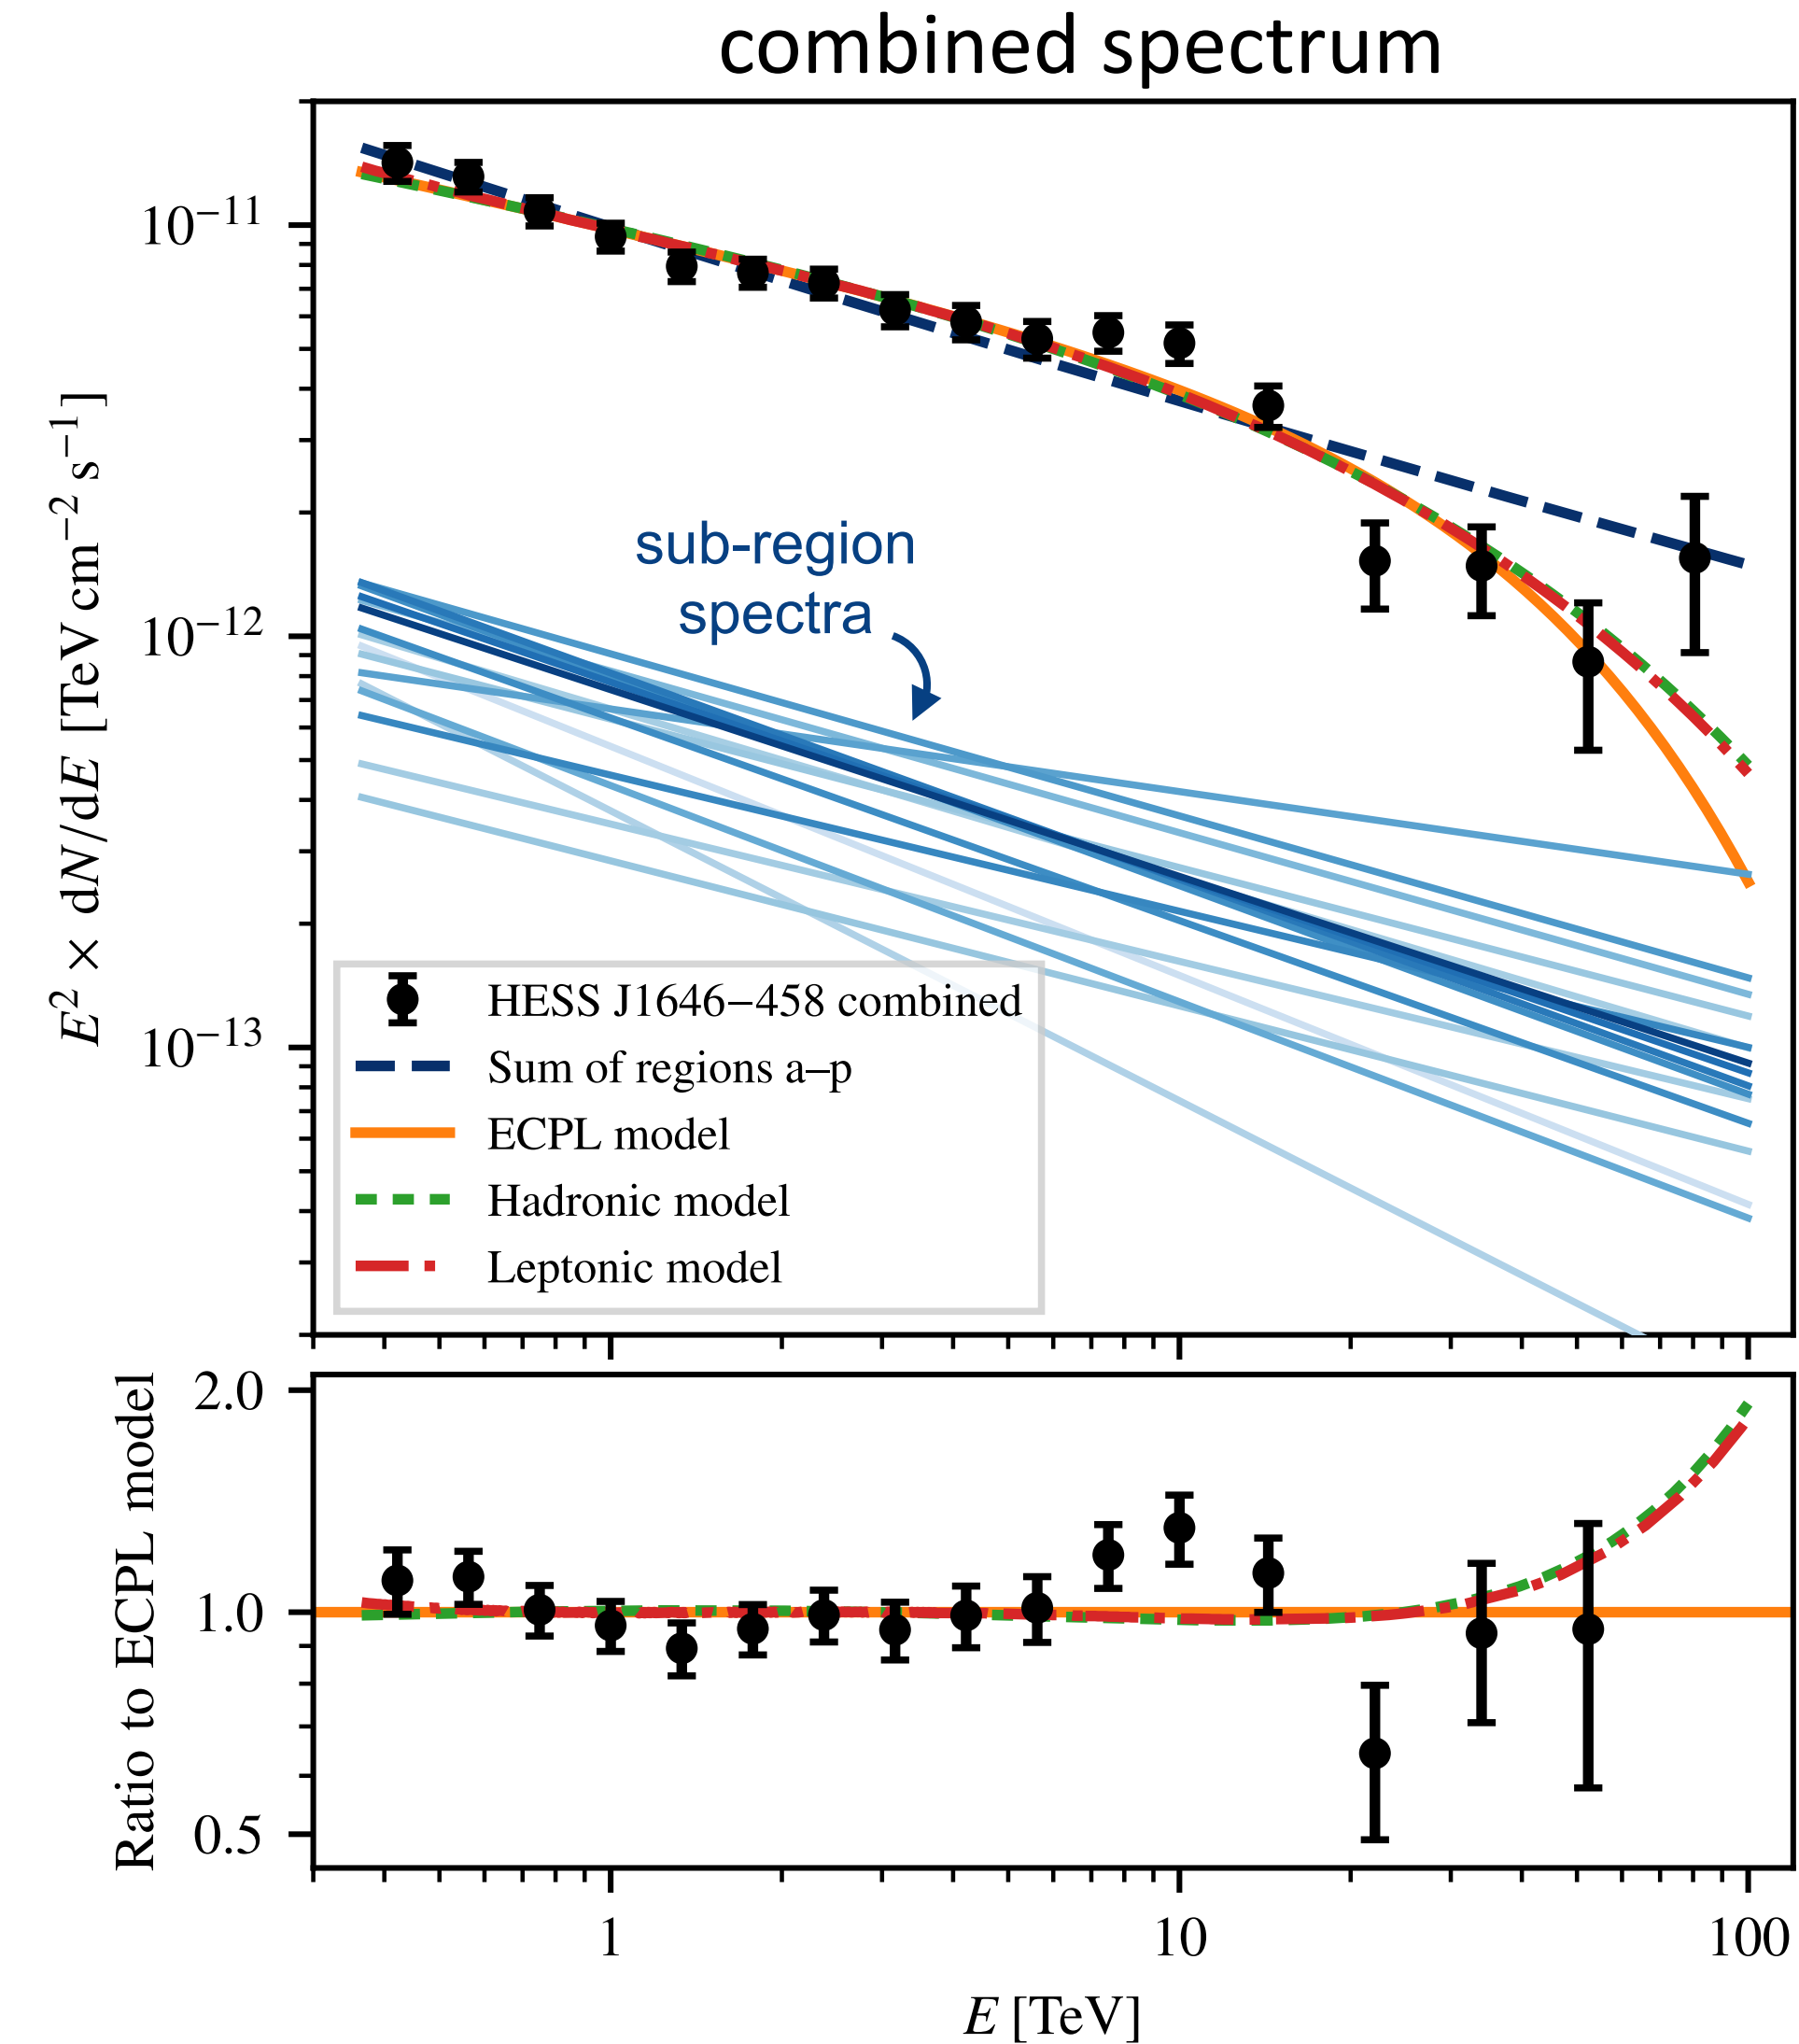 combined spectrum
10−11
10−12
10−13
E2 × dN/dE [TeV cm−2 s−1]
sub-region
spectra
HESS J1646−458 combined
Sum of regions a–p
ECPL model
Hadronic model
Leptonic model
2.0
1.0
0.5
Ratio to ECPL model
1
10
100
E [TeV]